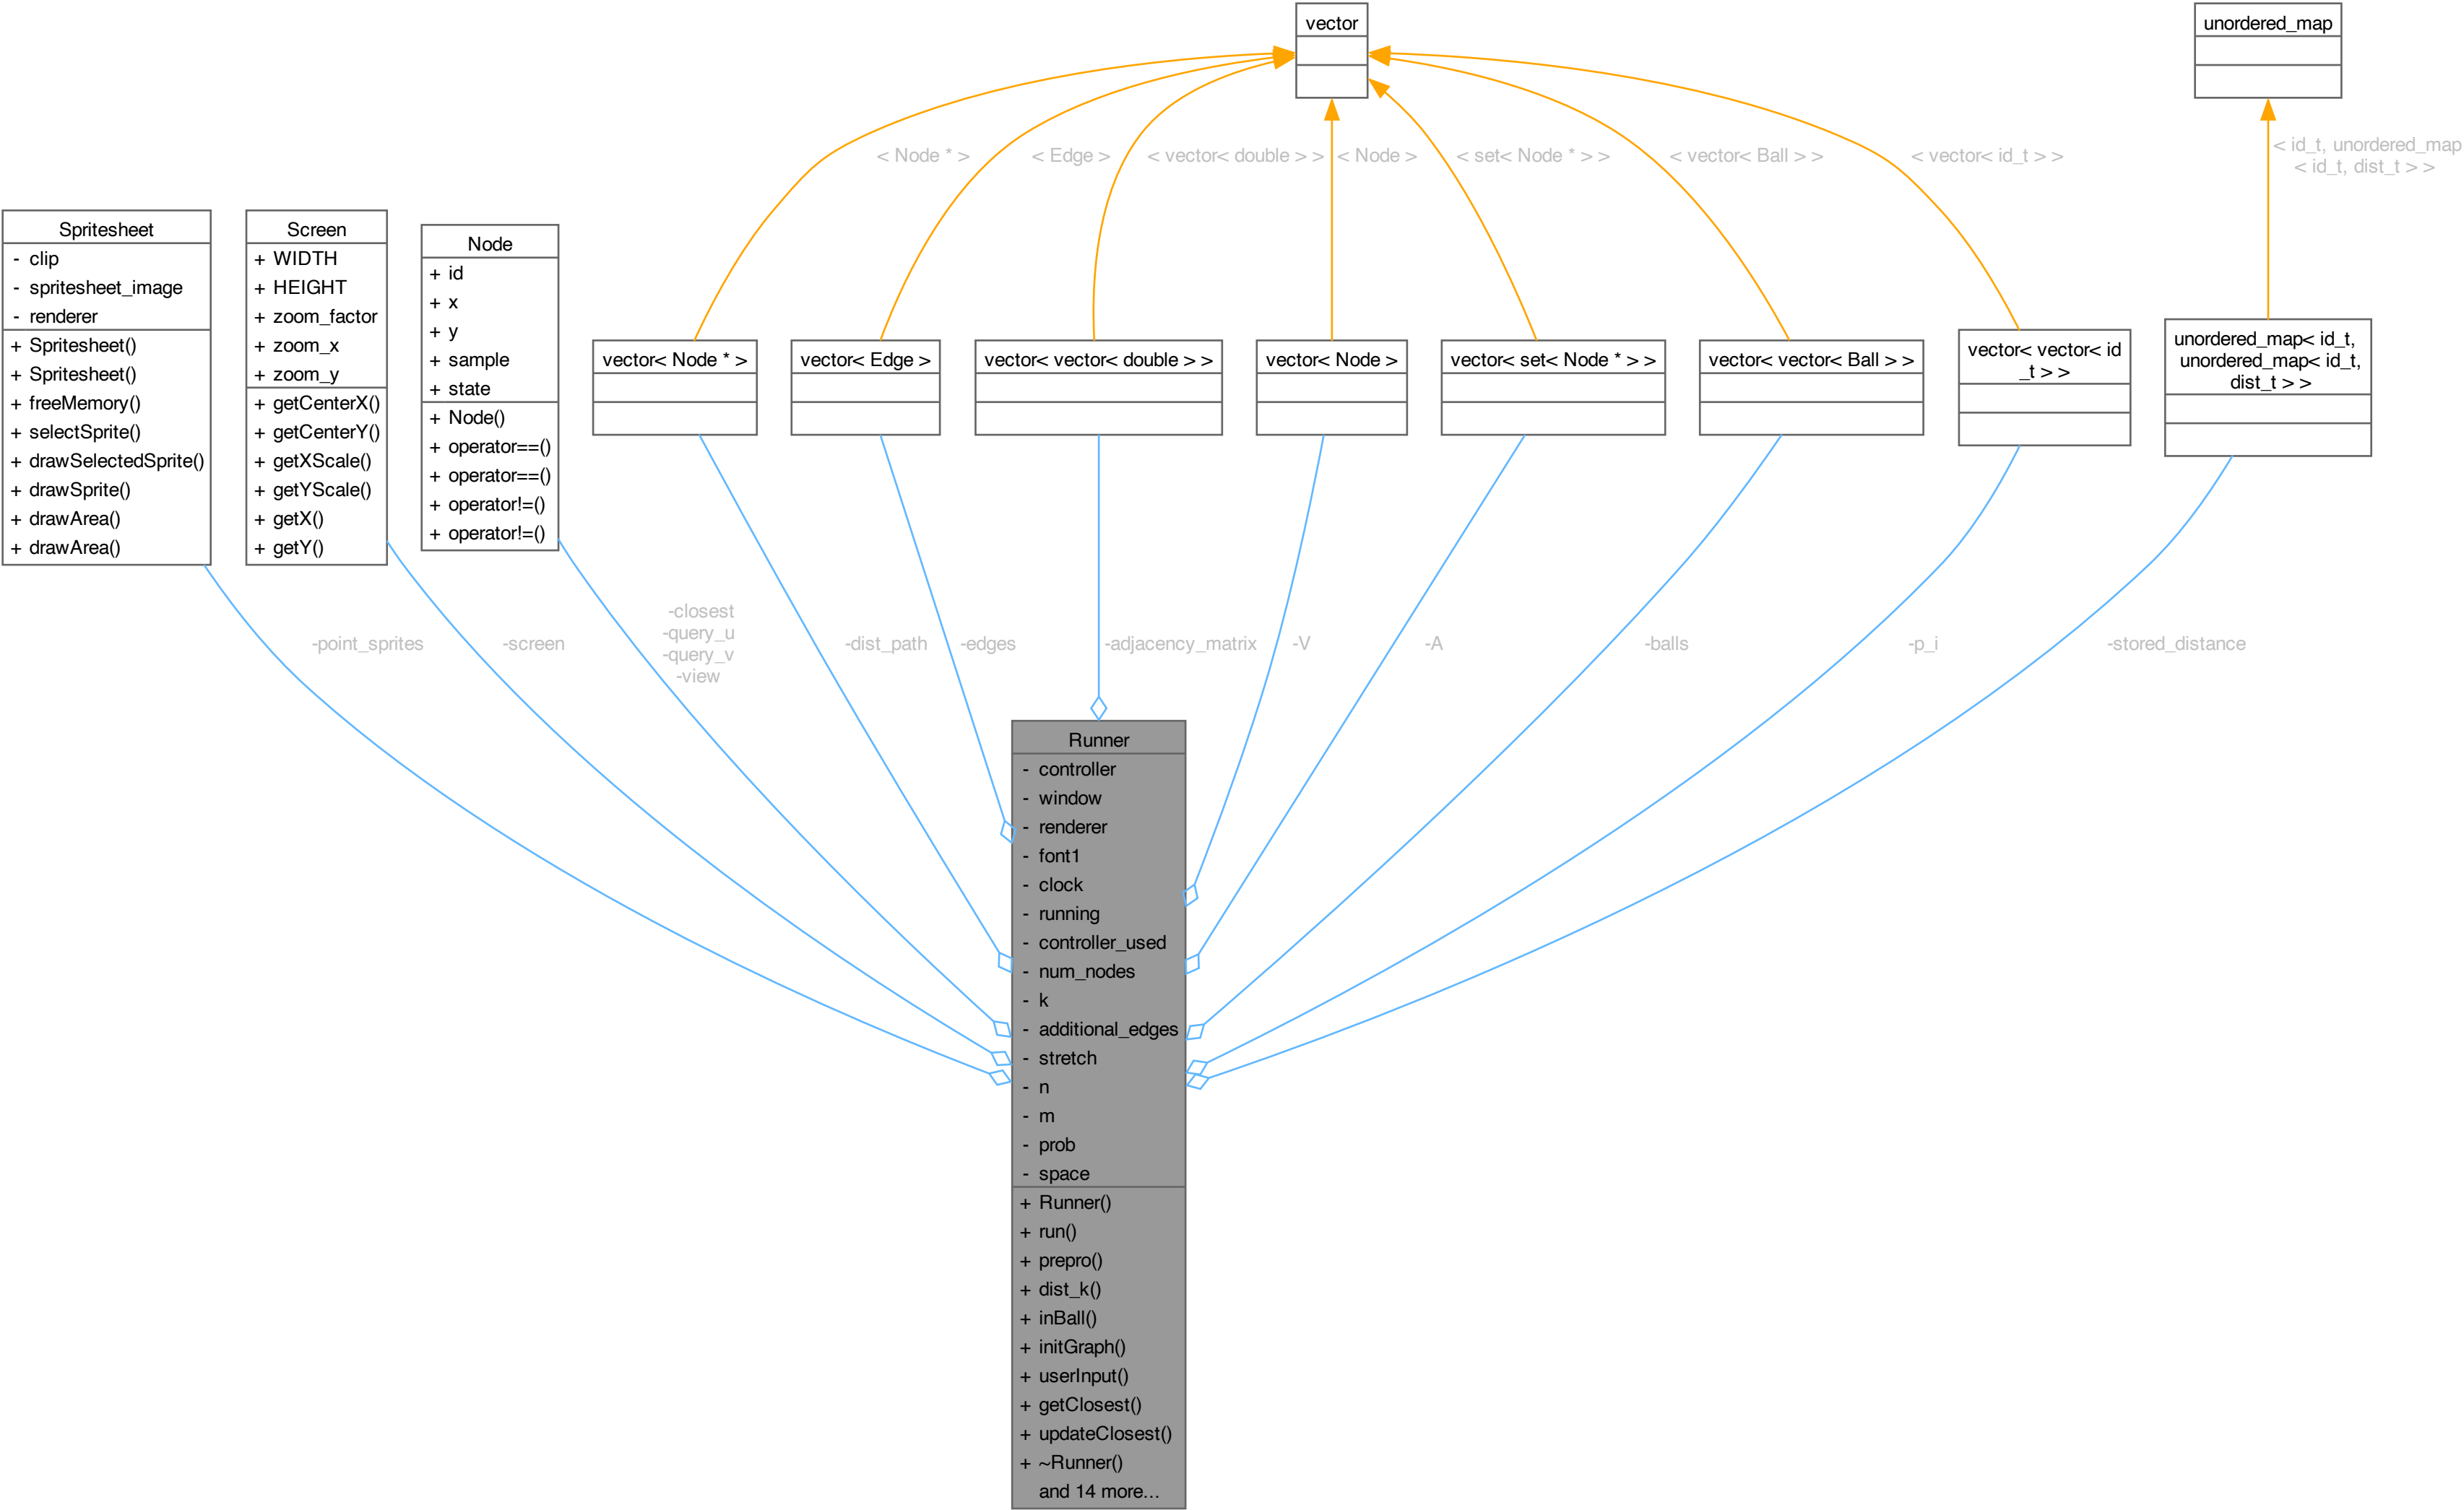 vector
unordered_map
< Node * >
< Edge >
< vector< double > >
< Node >
< set< Node * > >
< vector< Ball > >
< vector< id_t > >
< id_t, unordered_map
< id_t, dist_t > >
Spritesheet
- clip
- spritesheet_image
- renderer
+ Spritesheet()
+ Spritesheet()
+ freeMemory()
+ selectSprite()
+ drawSelectedSprite()
+ drawSprite()
+ drawArea()
+ drawArea()
Screen
+ WIDTH
+ HEIGHT
+ zoom_factor
+ zoom_x
+ zoom_y
+ getCenterX()
+ getCenterY()
+ getXScale()
+ getYScale()
+ getX()
+ getY()
Node
+ id
+ x
+ y
+ sample
+ state
+ Node()
+ operator==()
+ operator==()
+ operator!=()
+ operator!=()
vector< Node * >
vector< Edge >
vector< vector< double > >
vector< Node >
vector< set< Node * > >
vector< vector< Ball > >
vector< vector< id
_t > >
unordered_map< id_t,
unordered_map< id_t,
dist_t > >
-point_sprites
-screen
-closest
-query_u
-query_v
-view
-dist_path
-edges
-adjacency_matrix
-V
-A
-balls
-p_i
-stored_distance
Runner
- controller
- window
- renderer
- font1
- clock
- running
- controller_used
- num_nodes
- k
- additional_edges
- stretch
- n
- m
- prob
- space
+ Runner()
+ run()
+ prepro()
+ dist_k()
+ inBall()
+ initGraph()
+ userInput()
+ getClosest()
+ updateClosest()
+ ~Runner()
and 14 more...